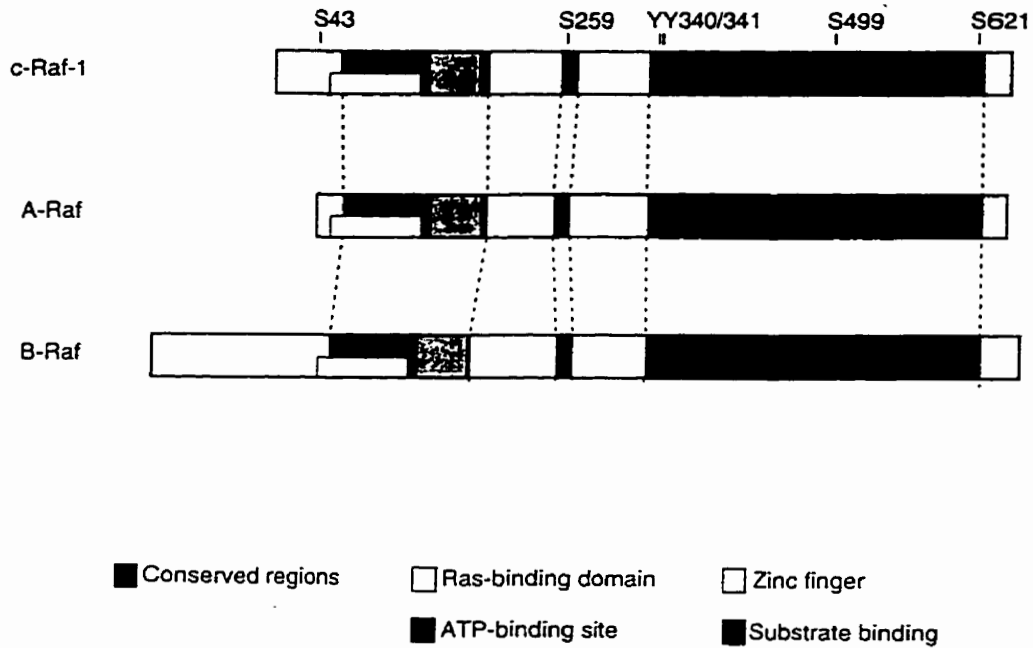 S43 S259 YY340/341 S499 S621
c-Raf-1
A-Raf
B-Raf
Conserved regions Ras-binding domain Zinc finger
ATP-binding site Substrate binding